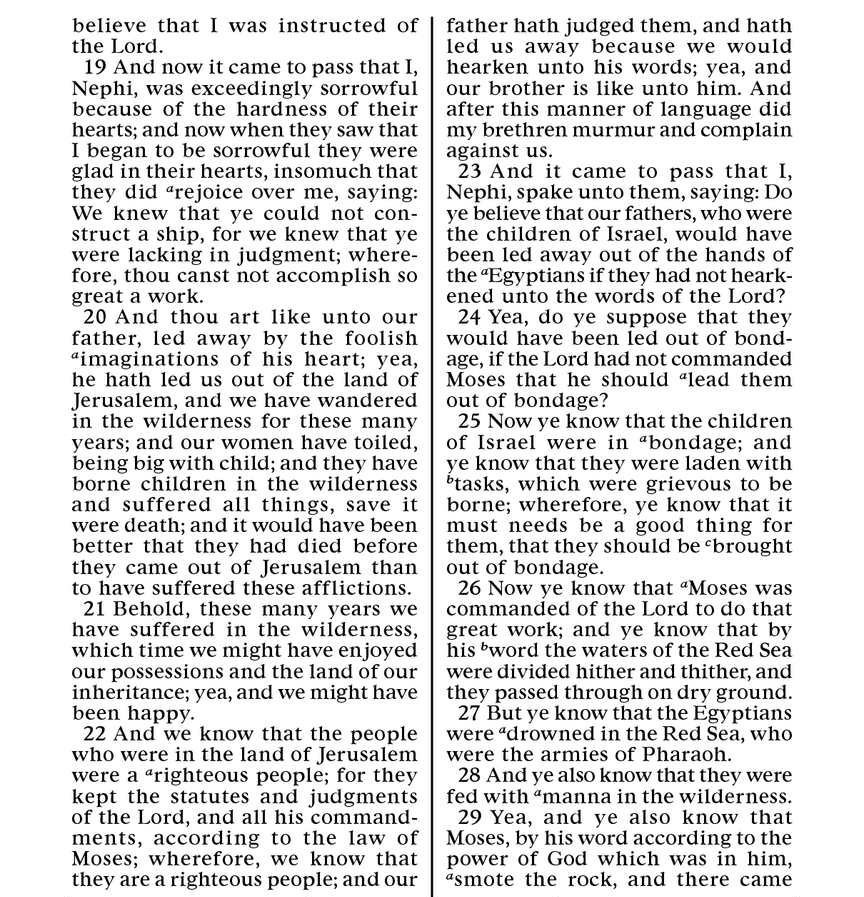 believe that I was instructed of
the Lord.
19 And now it came to pass that I,
Nephi, was exceedingly sorrowful
because of the hardness of their
hearts; and now when they saw that
I began to be sorrowful they were
glad in their hearts, insomuch that
they did arejoice over me, saying:
We knew that ye could not con-
struct a ship, for we knew that ye
were lacking in judgment; where-
fore, thou canst not accomplish so
great a work.
20 And thou art like unto our
father, led away by the foolish
aimaginations of his heart; yea,
he hath led us out of the land of
Jerusalem, and we have wandered
in the wilderness for these many
years; and our women have toiled,
being big with child; and they have
borne children in the wilderness
and suffered all things, save it
were death; and it would have been
better that they had died before
they came out of Jerusalem than
to have suffered these afflictions.
21 Behold, these many years we
have suffered in the wilderness,
which time we might have enjoyed
our possessions and the land of our
inheritance; yea, and we might have
been happy.
22 And we know that the people
who were in the land of Jerusalem
were a arighteous people; for they
kept the statutes and judgments
of the Lord, and all his command-
ments, according to the law of
Moses; wherefore, we know that
they are a righteous people; and our
father hath judged them, and hath
led us away because we would
hearken unto his words; yea, and
our brother is like unto him. And
after this manner of language did
my brethren murmur and complain
against us.
23 And it came to pass that I,
Nephi, spake unto them, saying: Do
ye believe that our fathers, who were
the children of Israel, would have
been led away out of the hands of
the aEgyptians if they had not heark-
ened unto the words of the Lord?
24 Yea, do ye suppose that they
would have been led out of bond-
age, if the Lord had not commanded
Moses that he should alead them
out of bondage?
25 Now ye know that the children
of Israel were in abondage; and
ye know that they were laden with
btasks, which were grievous to be
borne; wherefore, ye know that it
must needs be a good thing for
them, that they should be cbrought
out of bondage.
26 Now ye know that aMoses was
commanded of the Lord to do that
great work; and ye know that by
his bword the waters of the Red Sea
were divided hither and thither, and
they passed through on dry ground.
27 But ye know that the Egyptians
were adrowned in the Red Sea, who
were the armies of Pharaoh.
28 And ye also know that they were
fed with amanna in the wilderness.
29 Yea, and ye also know that
Moses, by his word according to the
power of God which was in him,
asmote the rock, and there came